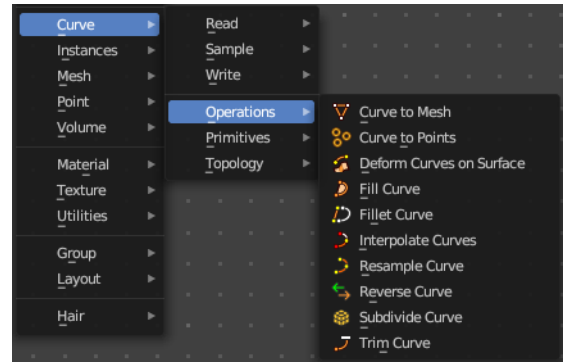 Curve
Instances
Mesh
Point
Volume
Material
Texture
Utilities
Group
Layout
Hair
Read
Sample
Write
Operations
Primitives
Topology
Curve to Mesh
Curve to Points
Deform Curves on Surface
Fill Curve
Fillet Curve
Interpolate Curves
Resample Curve
Reverse Curve
Subdivide Curve
Trim Curve